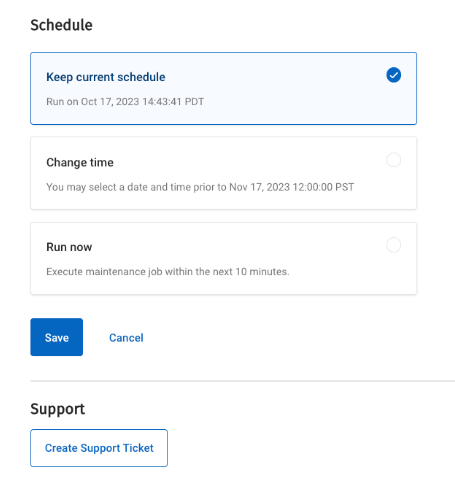 Schedule
Keep current schedule
Run on Oct 17, 2023 14:43:41 PDT
Change time
You may select a date and time prior to Nov 17, 2023 12:00:00 PST
Run now
Execute maintenance job within the next 10 minutes.
Save Cancel
Support
Create Support Ticket